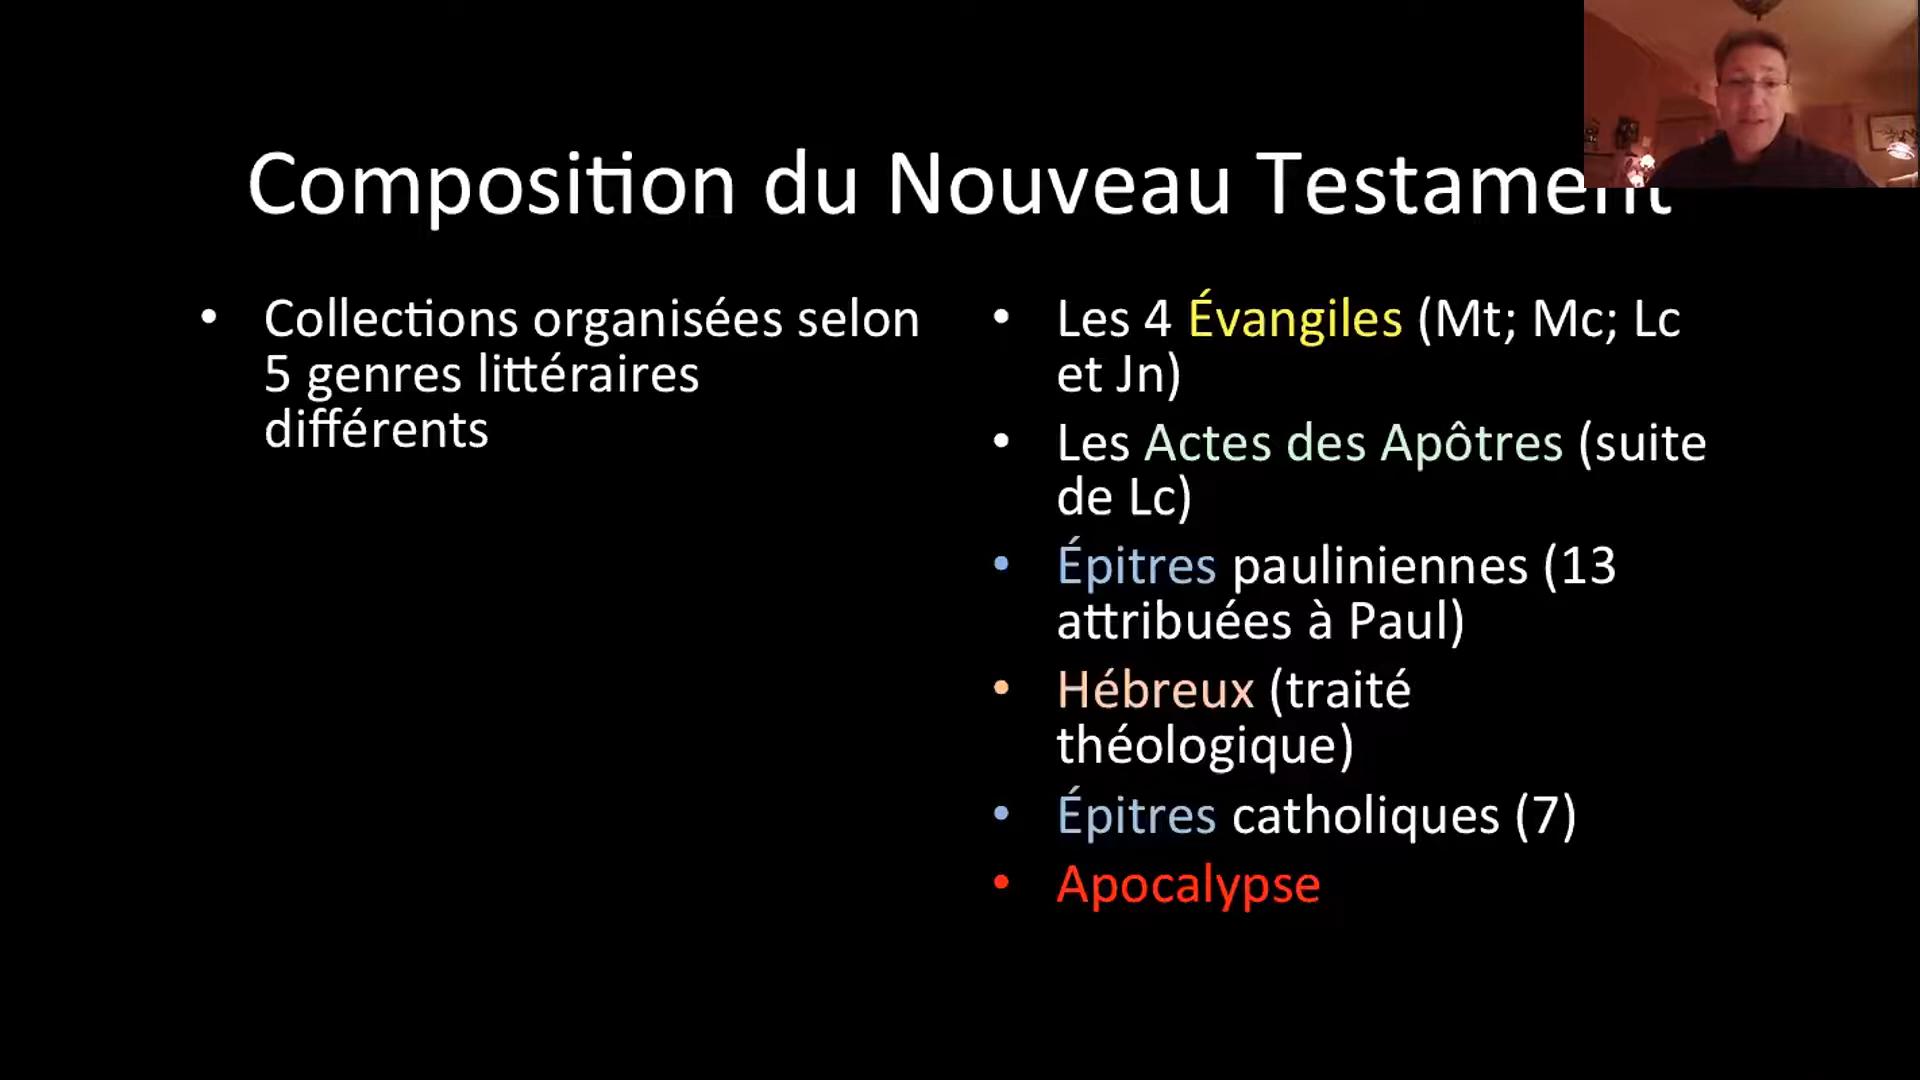 Composition du Nouveau Testament
• Collections organisées selon
5 genres littéraires
différents
• Les 4 Évangiles (Mt; Mc; Lc
et Jn)
• Les Actes des Apôtres (suite
de Lc)
• Épitres pauliniennes (13
attribuées à Paul)
• Hébreux (traité
théologique)
• Épitres catholiques (7)
• Apocalypse